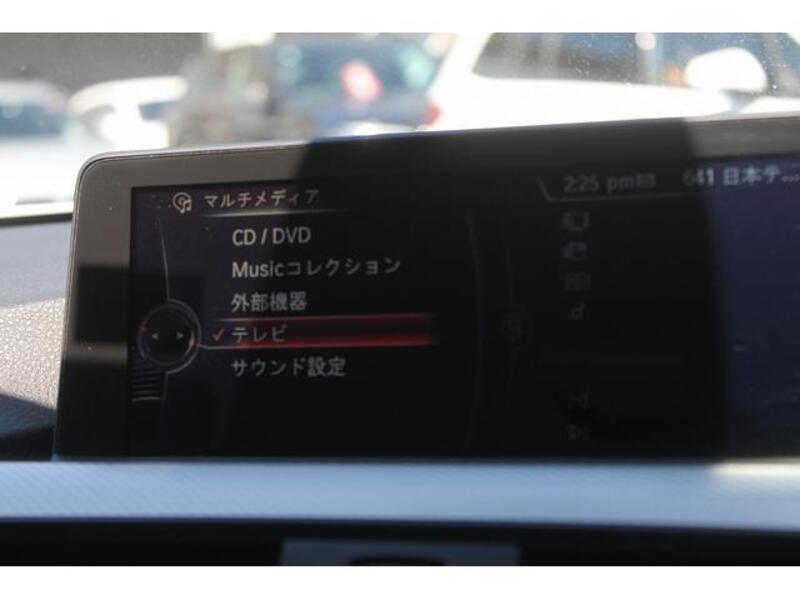 マルチメディア
CD / DVD
Musicコレクション
外部機器
テレビ
サウンド設定
2:25 pm
641 日本テ...